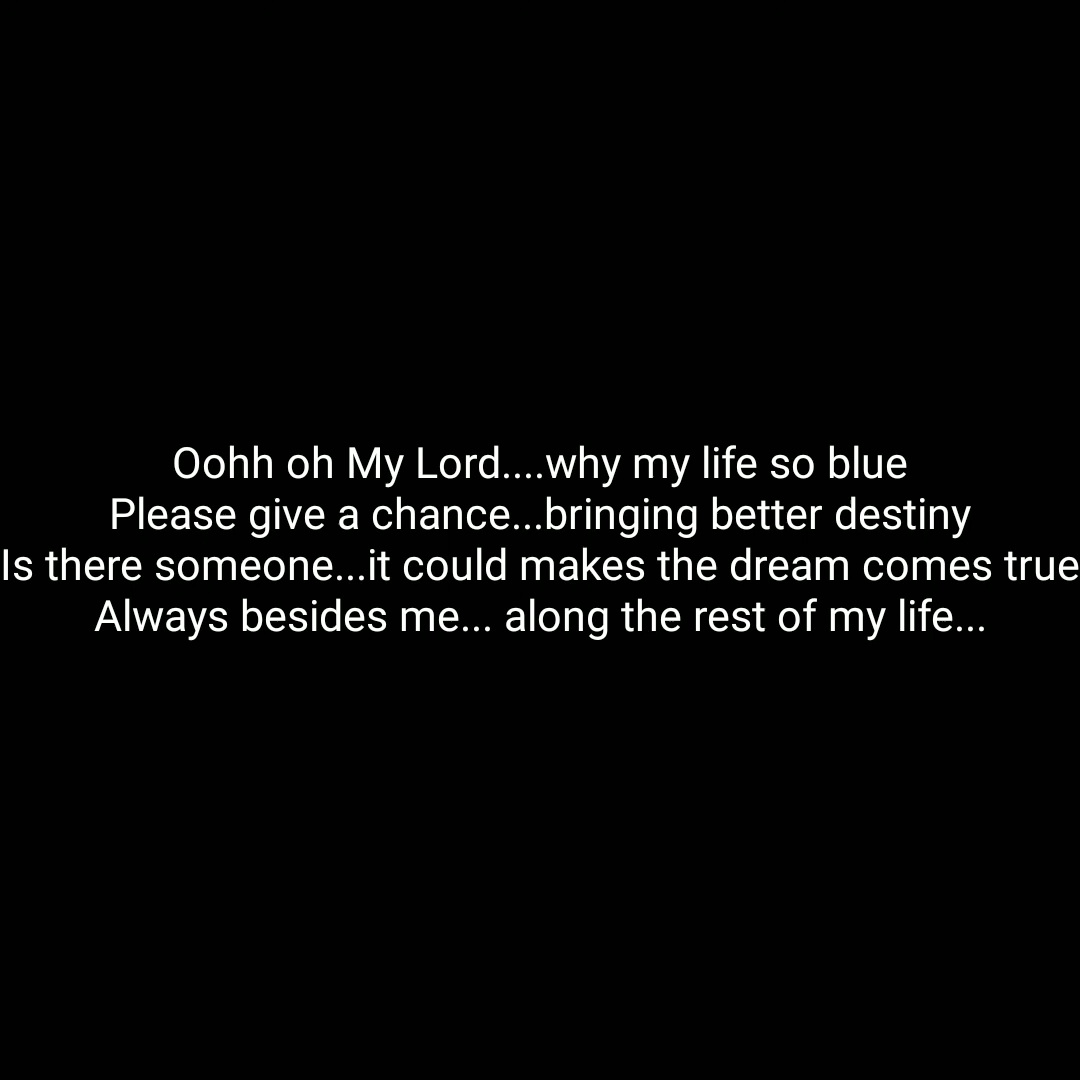 Oohh oh My Lord....why my life so blue
Please give a chance...bringing better destiny
Is there someone...it could makes the dream comes true
Always besides me... along the rest of my life...